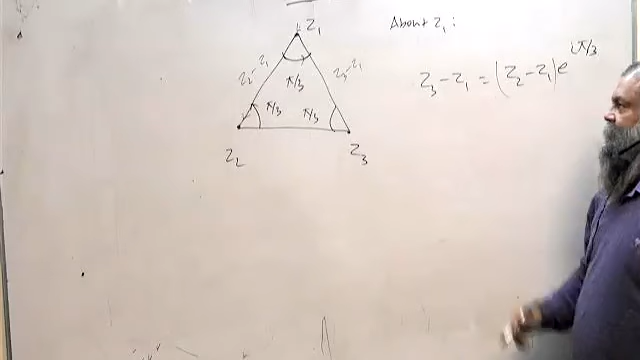 Z₁
About Z₁ :
Z₂-Z₁
Z₃-Z₁
π/3
π/3
π/3
Z₂
Z₃
Z₃-Z₁ = (Z₂-Z₁)e^{iπ/3}